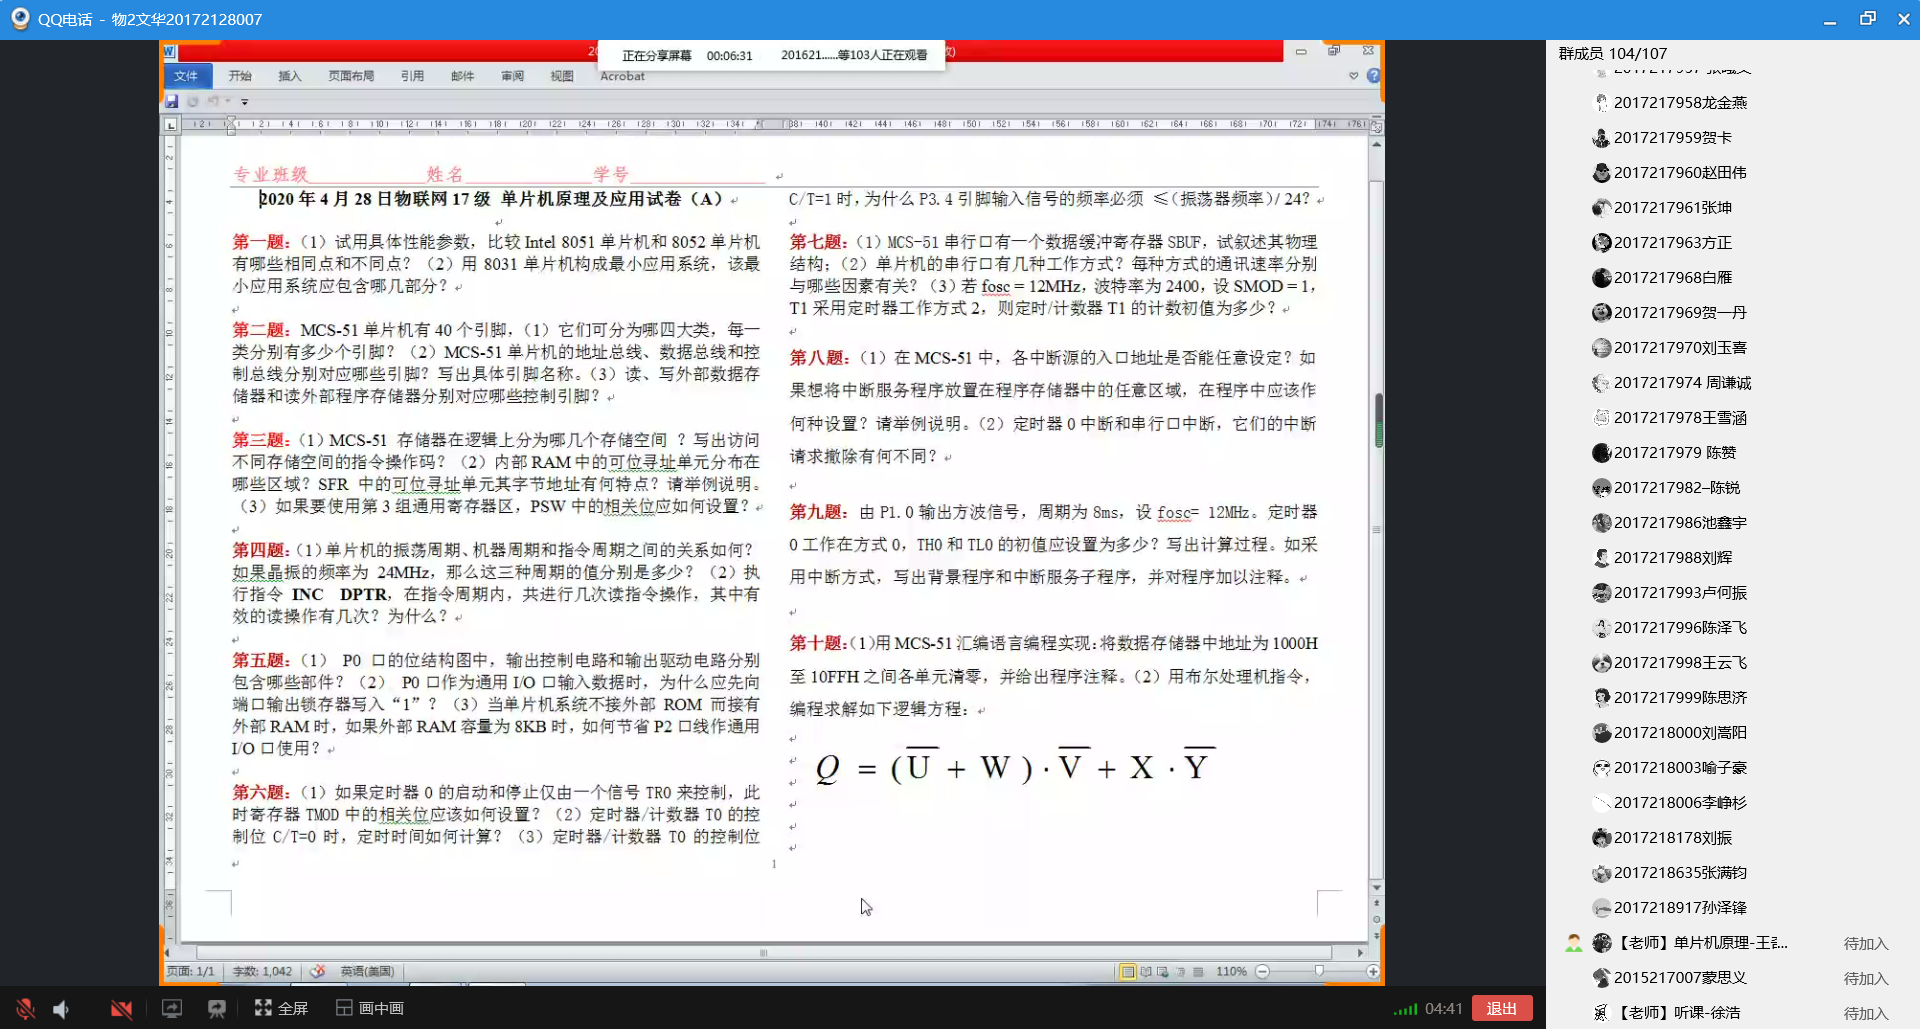 QQ电话 - 物2文华20172128007
正在分享屏幕 00:06:31 201621......等103人正在观看
文件 开始 插入 页面布局 引用 邮件 审阅 视图 Acrobat
专业班级____________姓名______________学号______________
2020 年 4 月 28 日物联网 17 级 单片机原理及应用试卷（A）
第一题：（1）试用具体性能参数，比较 Intel 8051 单片机和 8052 单片机
有哪些相同点和不同点？（2）用 8031 单片机构成最小应用系统，该最
小应用系统应包含哪几部分？
第二题：MCS-51 单片机有 40 个引脚，（1）它们可分为哪四大类，每一
类分别有多少个引脚？（2）MCS-51 单片机的地址总线、数据总线和控
制总线分别对应哪些引脚？写出具体引脚名称。（3）读、写外部数据存
储器和读外部程序存储器分别对应哪些控制引脚？
第三题：（1）MCS-51 存储器在逻辑上分为哪几个存储空间 ？写出访问
不同存储空间的指令操作码？（2）内部 RAM 中的可位寻址单元分布在
哪些区域？SFR 中的可位寻址单元其字节地址有何特点？请举例说明。
（3）如果要使用第 3 组通用寄存器区，PSW 中的相关位应如何设置？
第四题：（1）单片机的振荡周期、机器周期和指令周期之间的关系如何？
如果晶振的频率为 24MHz，那么这三种周期的值分别是多少？（2）执
行指令 INC DPTR，在指令周期内，共进行几次读指令操作，其中有
效的读操作有几次？为什么？
第五题：（1） P0 口的位结构图中，输出控制电路和输出驱动电路分别
包含哪些部件？（2） P0 口作为通用 I/O 口输入数据时，为什么应先向
端口输出锁存器写入“1”？（3）当单片机系统不接外部 ROM 而接有
外部 RAM 时，如果外部 RAM 容量为 8KB 时，如何节省 P2 口线作通用
I/O 口使用？
第六题：（1）如果定时器 0 的启动和停止仅由一个信号 TR0 来控制，此
时寄存器 TMOD 中的相关位应该如何设置？（2）定时器/计数器 T0 的控
制位 C/T=0 时，定时时间如何计算？（3）定时器/计数器 T0 的控制位
C/T=1 时，为什么 P3.4 引脚输入信号的频率必须 ≤（振荡器频率）/ 24？
第七题：（1）MCS-51 串行口有一个数据缓冲寄存器 SBUF，试叙述其物理
结构；（2）单片机的串行口有几种工作方式？每种方式的通讯速率分别
与哪些因素有关？（3）若 fosc＝12MHz，波特率为 2400，设 SMOD＝1，
T1 采用定时器工作方式 2，则定时/计数器 T1 的计数初值为多少？
第八题：（1）在 MCS-51 中，各中断源的入口地址是否能任意设定？如
果想将中断服务程序放置在程序存储器中的任意区域，在程序中应该作
何种设置？请举例说明。（2）定时器 0 中断和串行口中断，它们的中断
请求撤除有何不同？
第九题：由 P1.0 输出方波信号，周期为 8ms，设 fosc= 12MHz。定时器
0 工作在方式 0，TH0 和 TL0 的初值应设置为多少？写出计算过程。如采
用中断方式，写出背景程序和中断服务子程序，并对程序加以注释。
第十题：（1）用 MCS-51 汇编语言编程实现：将数据存储器中地址为 1000H
至 10FFH 之间各单元清零，并给出程序注释。（2）用布尔处理机指令，
编程求解如下逻辑方程：
Q = (U̅ + W) · V̅ + X · Y̅
1
页面: 1/1 字数: 1,042 英语(美国) 110%
全屏 画中画 04:41 退出
群成员 104/107
2017217958龙金燕
2017217959贺卡
2017217960赵田伟
2017217961张坤
2017217963方正
2017217968白雁
2017217969贺一丹
2017217970刘玉喜
2017217974 周谦诚
2017217978王雪涵
2017217979 陈赞
2017217982–陈锐
2017217986池鑫宇
2017217988刘辉
2017217993卢何振
2017217996陈泽飞
2017217998王云飞
2017217999陈思济
2017218000刘嵩阳
2017218003喻子豪
2017218006李峥杉
2017218178刘振
2017218635张满钧
2017218917孙泽锋
【老师】单片机原理-王... 待加入
2015217007蒙思义 待加入
【老师】听课-徐浩 待加入